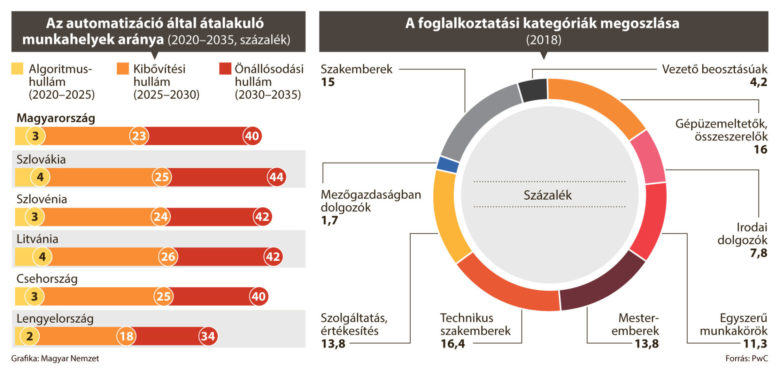 Az automatizáció által átalakuló
munkahelyek aránya (2020–2035, százalék)
Algoritmus-
hullám
(2020–2025)
Kibővítési
hullám
(2025–2030)
Önállósodási
hullám
(2030–2035)
Magyarország
3 23 40
Szlovákia
4 25 44
Szlovénia
3 24 42
Litvánia
4 26 42
Csehország
3 25 40
Lengyelország
2 18 34
Grafika: Magyar Nemzet
A foglalkoztatási kategóriák megoszlása
(2018)
Szakemberek
15
Vezető beosztásúak
4,2
Gépüzemeltetők,
összeszerelők
16
Mezőgazdaságban
dolgozók
1,7
Százalék
Irodai
dolgozók
7,8
Szolgáltatás,
értékesítés
13,8
Technikus
szakemberek
16,4
Mester-
emberek
13,8
Egyszerű
munkakörök
11,3
Forrás: PwC